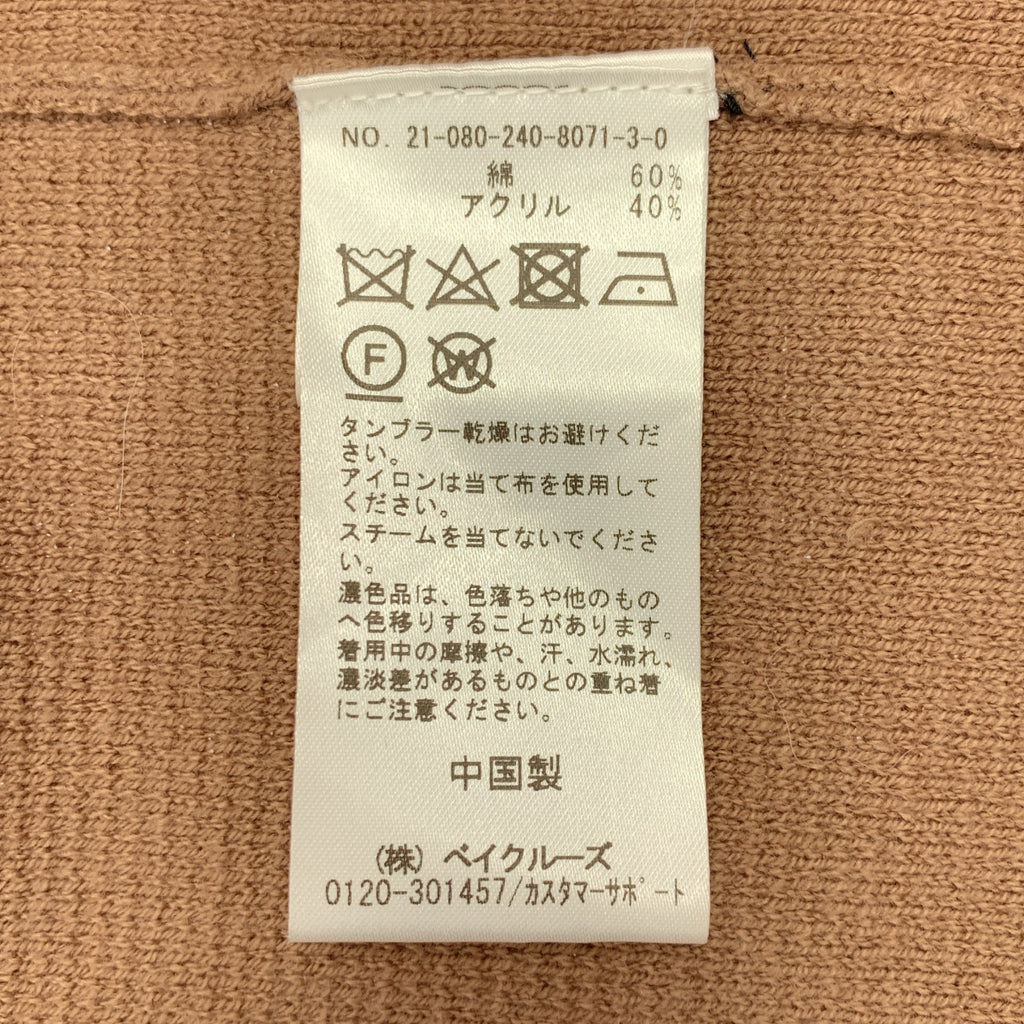 NO. 21-080-240-8071-3-0
綿 60%
アクリル 40%
F
W
タンブラー乾燥はお避けくだ
さい。
アイロンは当て布を使用して
ください。
スチームを当てないでくださ
い。
濃色品は、色落ちや他のもの
へ色移りすることがあります。
着用中の摩擦や、汗、水濡れ、
濃淡差があるものとの重ね着
にご注意ください。
中国製
(株) ベイクルーズ
0120-301457/カスタマーサポート